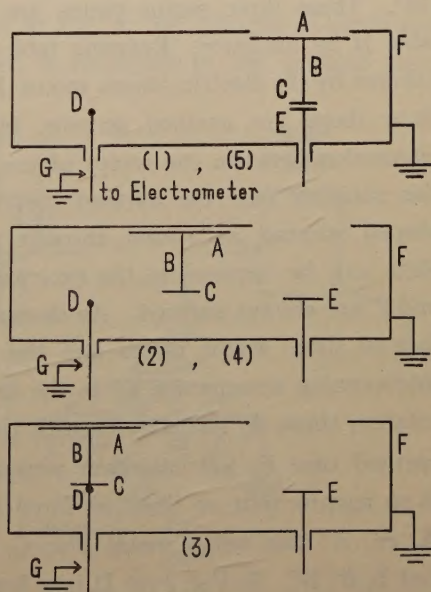 A
F
B
C
D
E
G
(1) , (5)
to Electrometer
F
A
B
C
D
E
G
(2) , (4)
F
B A
D C
E
G
(3)